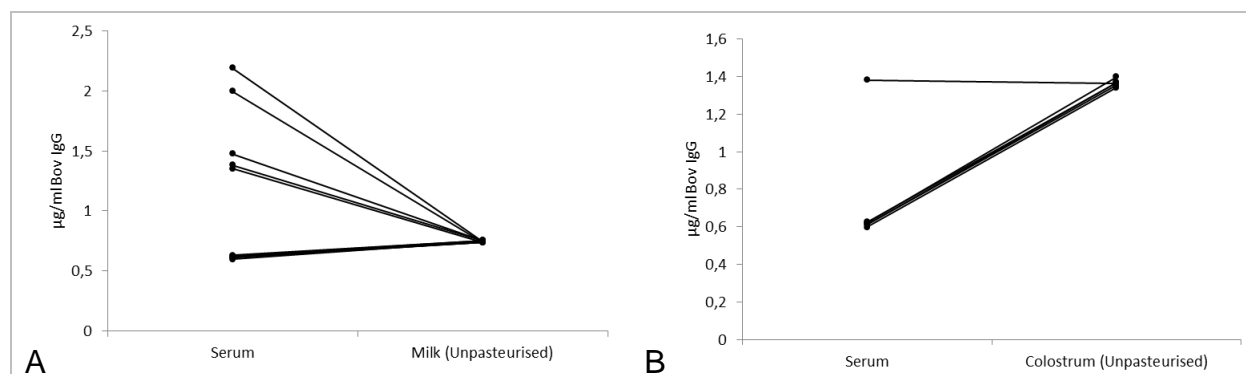 2,5
2
1,5
1
0,5
0
µg/ml Bov IgG
Serum
Milk (Unpasteurised)
A
1,6
1,4
1,2
1
0,8
0,6
0,4
0,2
0
µg/ml Bov IgG
Serum
Colostrum (Unpasteurised)
B